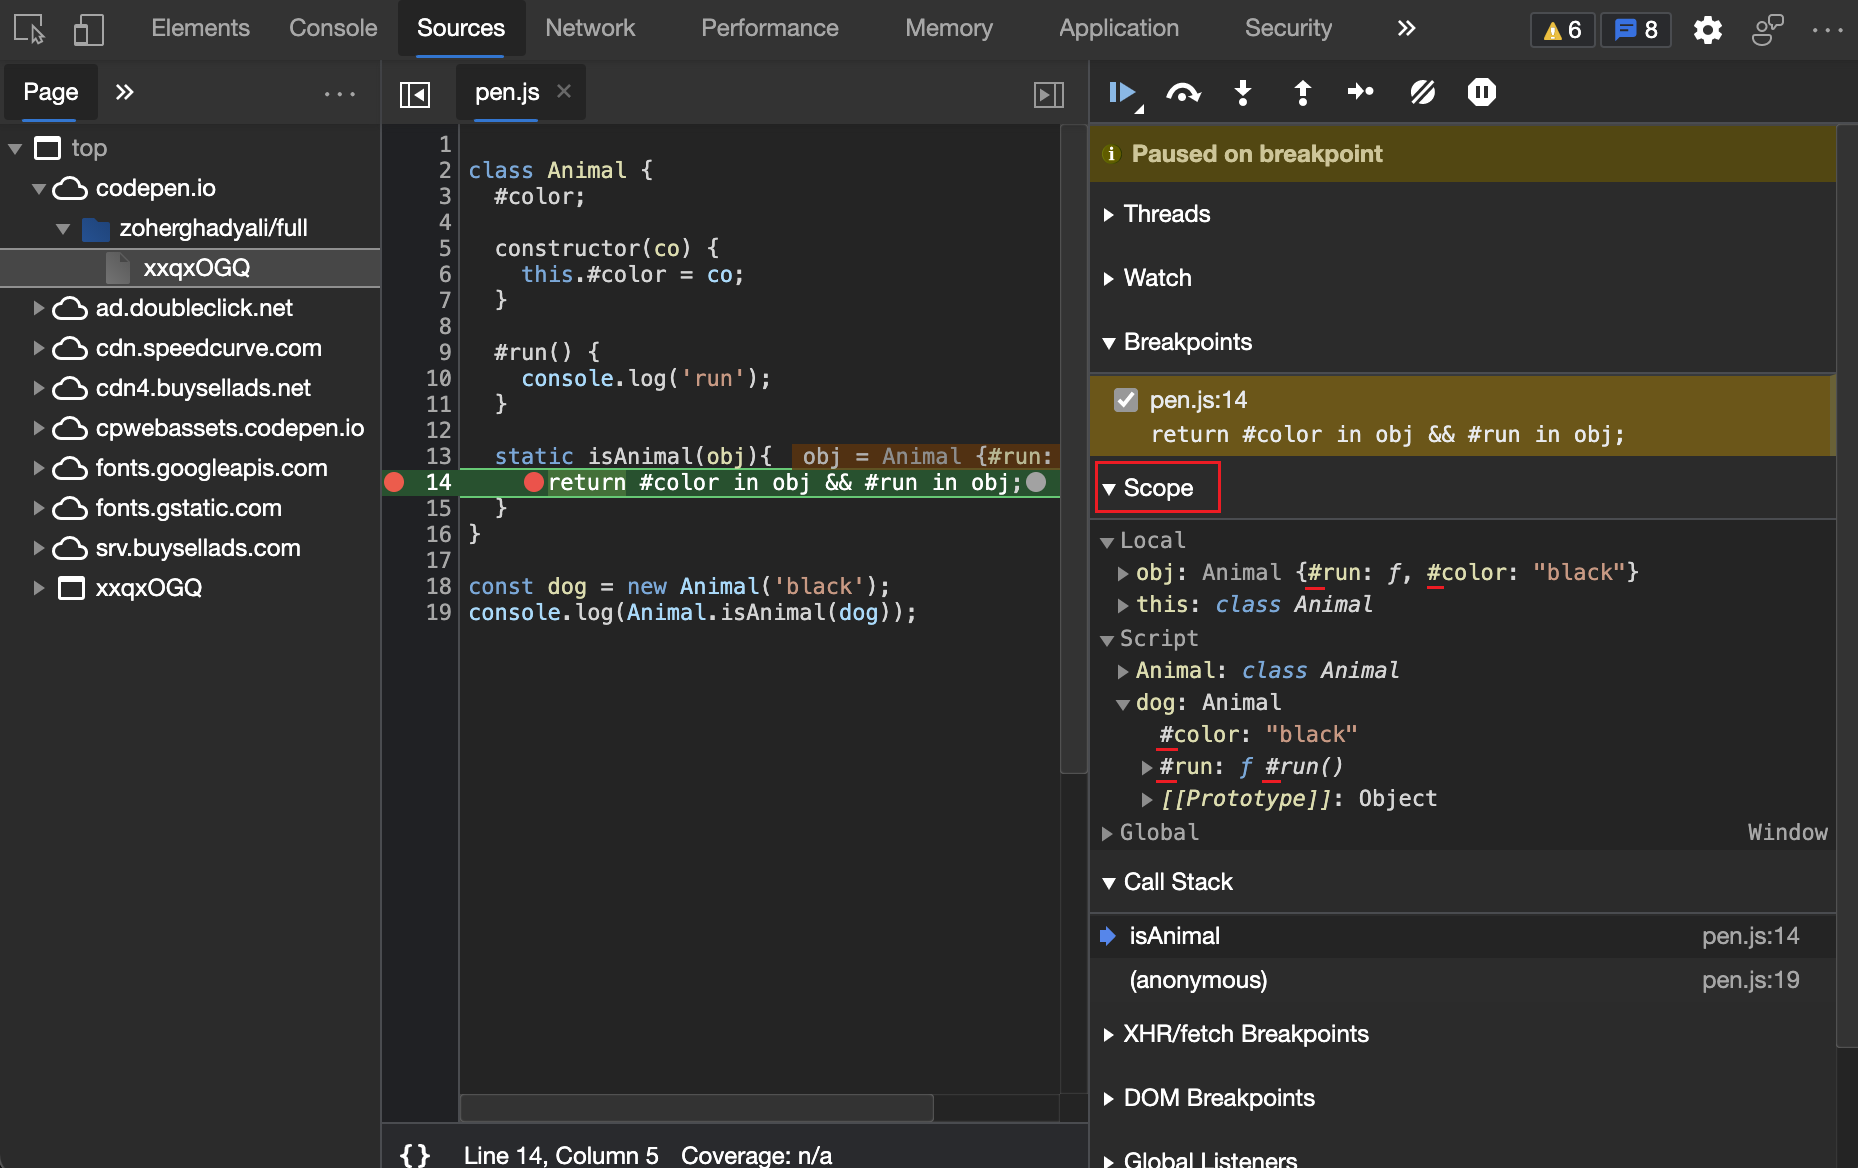 Elements Console Sources Network Performance Memory Application Security » 6 8 ...
Page » ...
top
codepen.io
zoherghadyali/full
xxqxOGQ
ad.doubleclick.net
cdn.speedcurve.com
cdn4.buysellads.net
cpwebassets.codepen.io
fonts.googleapis.com
fonts.gstatic.com
srv.buysellads.com
xxqxOGQ
pen.js ×
1
2 class Animal {
3 #color;
4
5 constructor(co) {
6 this.#color = co;
7 }
8
9 #run() {
10 console.log('run');
11 }
12
13 static isAnimal(obj){ obj = Animal {#run:
14 return #color in obj && #run in obj;
15 }
16 }
17
18 const dog = new Animal('black');
19 console.log(Animal.isAnimal(dog));
{} Line 14, Column 5 Coverage: n/a
Paused on breakpoint
Threads
Watch
Breakpoints
pen.js:14
return #color in obj && #run in obj;
Scope
Local
obj: Animal {#run: ƒ, #color: "black"}
this: class Animal
Script
Animal: class Animal
dog: Animal
#color: "black"
#run: ƒ #run()
[[Prototype]]: Object
Global Window
Call Stack
isAnimal pen.js:14
(anonymous) pen.js:19
XHR/fetch Breakpoints
DOM Breakpoints
Global Listeners